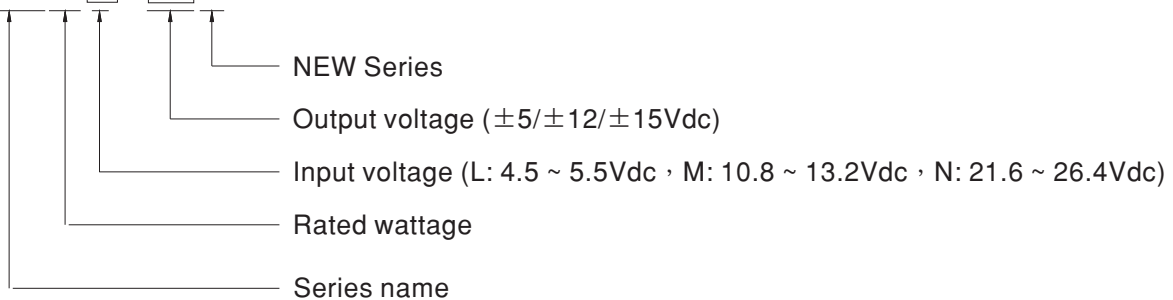 NEW Series
Output voltage (±5/±12/±15Vdc)
Input voltage (L: 4.5 ~ 5.5Vdc，M: 10.8 ~ 13.2Vdc，N: 21.6 ~ 26.4Vdc)
Rated wattage
Series name